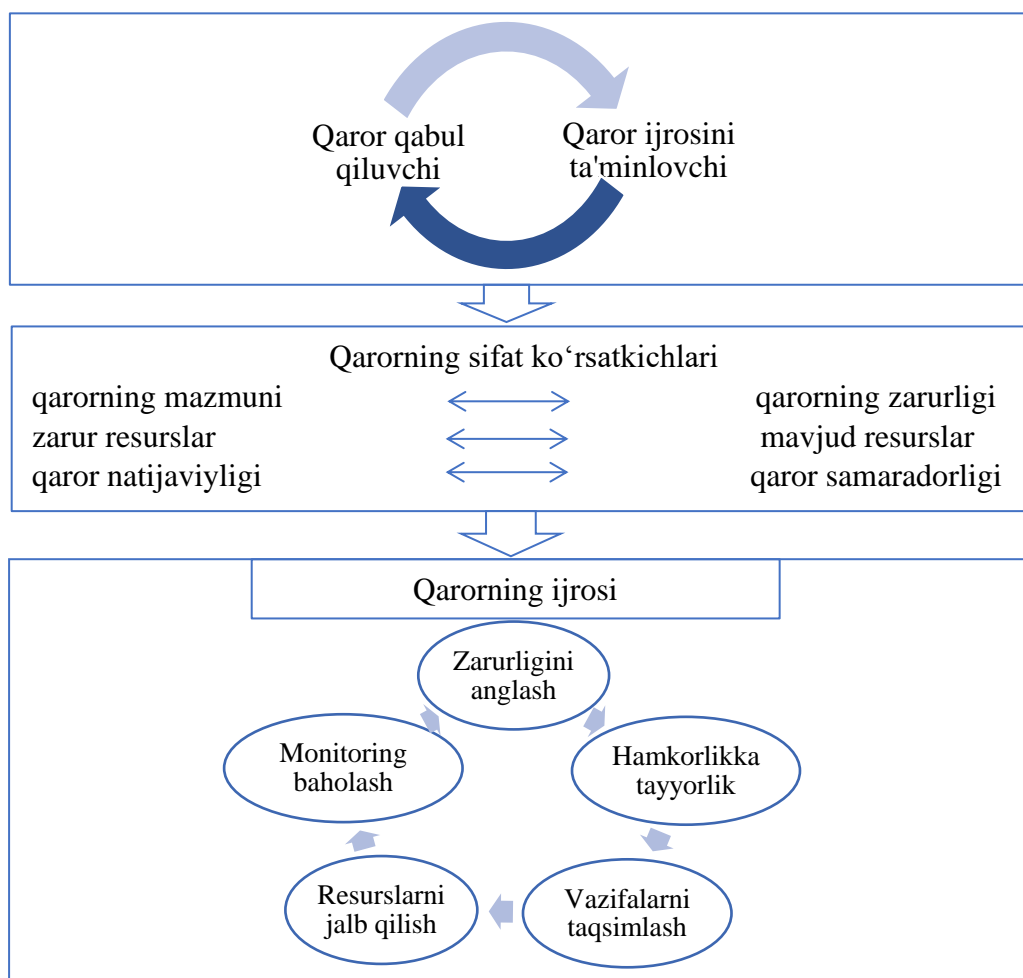 Qaror qabul
qiluvchi
Qaror ijrosini
ta'minlovchi
Qarorning sifat ko‘rsatkichlari
qarorning mazmuni
qarorning zarurligi
zarur resurslar
mavjud resurslar
qaror natijaviyligi
qaror samaradorligi
Qarorning ijrosi
Zarurligini
anglash
Hamkorlikka
tayyorlik
Vazifalarni
taqsimlash
Resurslarni
jalb qilish
Monitoring
baholash